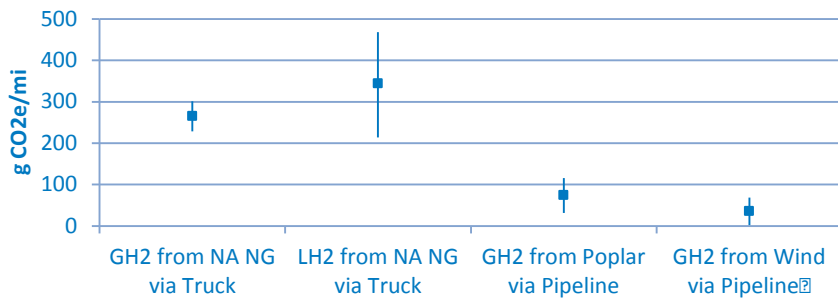 500
400
300
200
100
0
g CO2e/mi
GH2 from NA NG
via Truck
LH2 from NA NG
via Truck
GH2 from Poplar
via Pipeline
GH2 from Wind
via Pipeline⍰